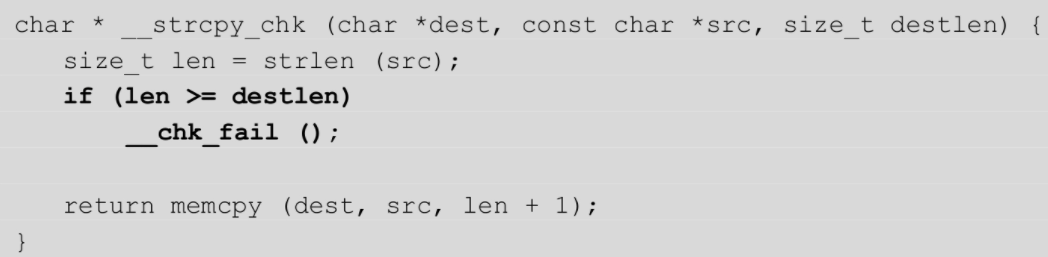 char * __strcpy_chk (char *dest, const char *src, size_t destlen) {
size_t len = strlen (src);
if (len >= destlen)
__chk_fail ();
return memcpy (dest, src, len + 1);
}